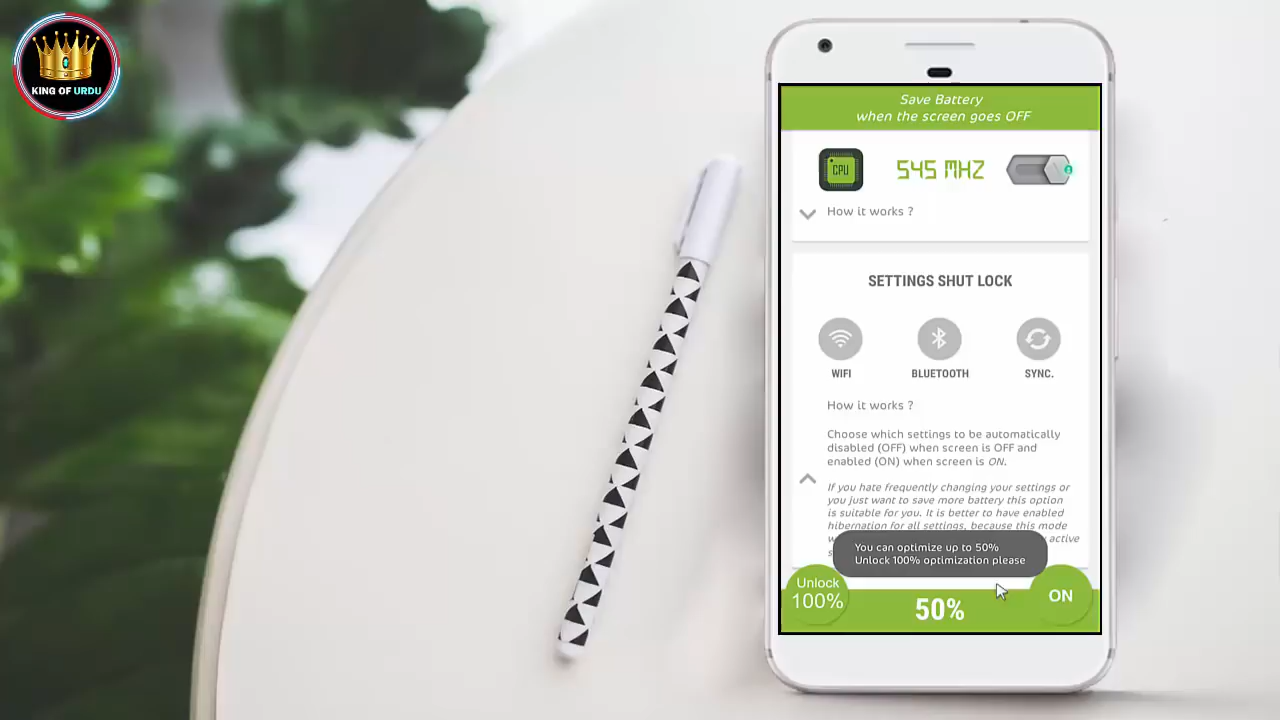 KING OF URDU
Save Battery
when the screen goes OFF
CPU
545 MHZ
How it works ?
SETTINGS SHUT LOCK
WIFI
BLUETOOTH
SYNC.
How it works ?
Choose which settings to be automatically
disabled (OFF) when screen is OFF and
enabled (ON) when screen is ON.
If you hate frequently changing your settings or
you just want to save more battery this option
is suitable for you. It is better to have enabled
hibernation for all settings, because this mode
active
You can optimize up to 50%
Unlock 100% optimization please
Unlock
100%
50%
ON